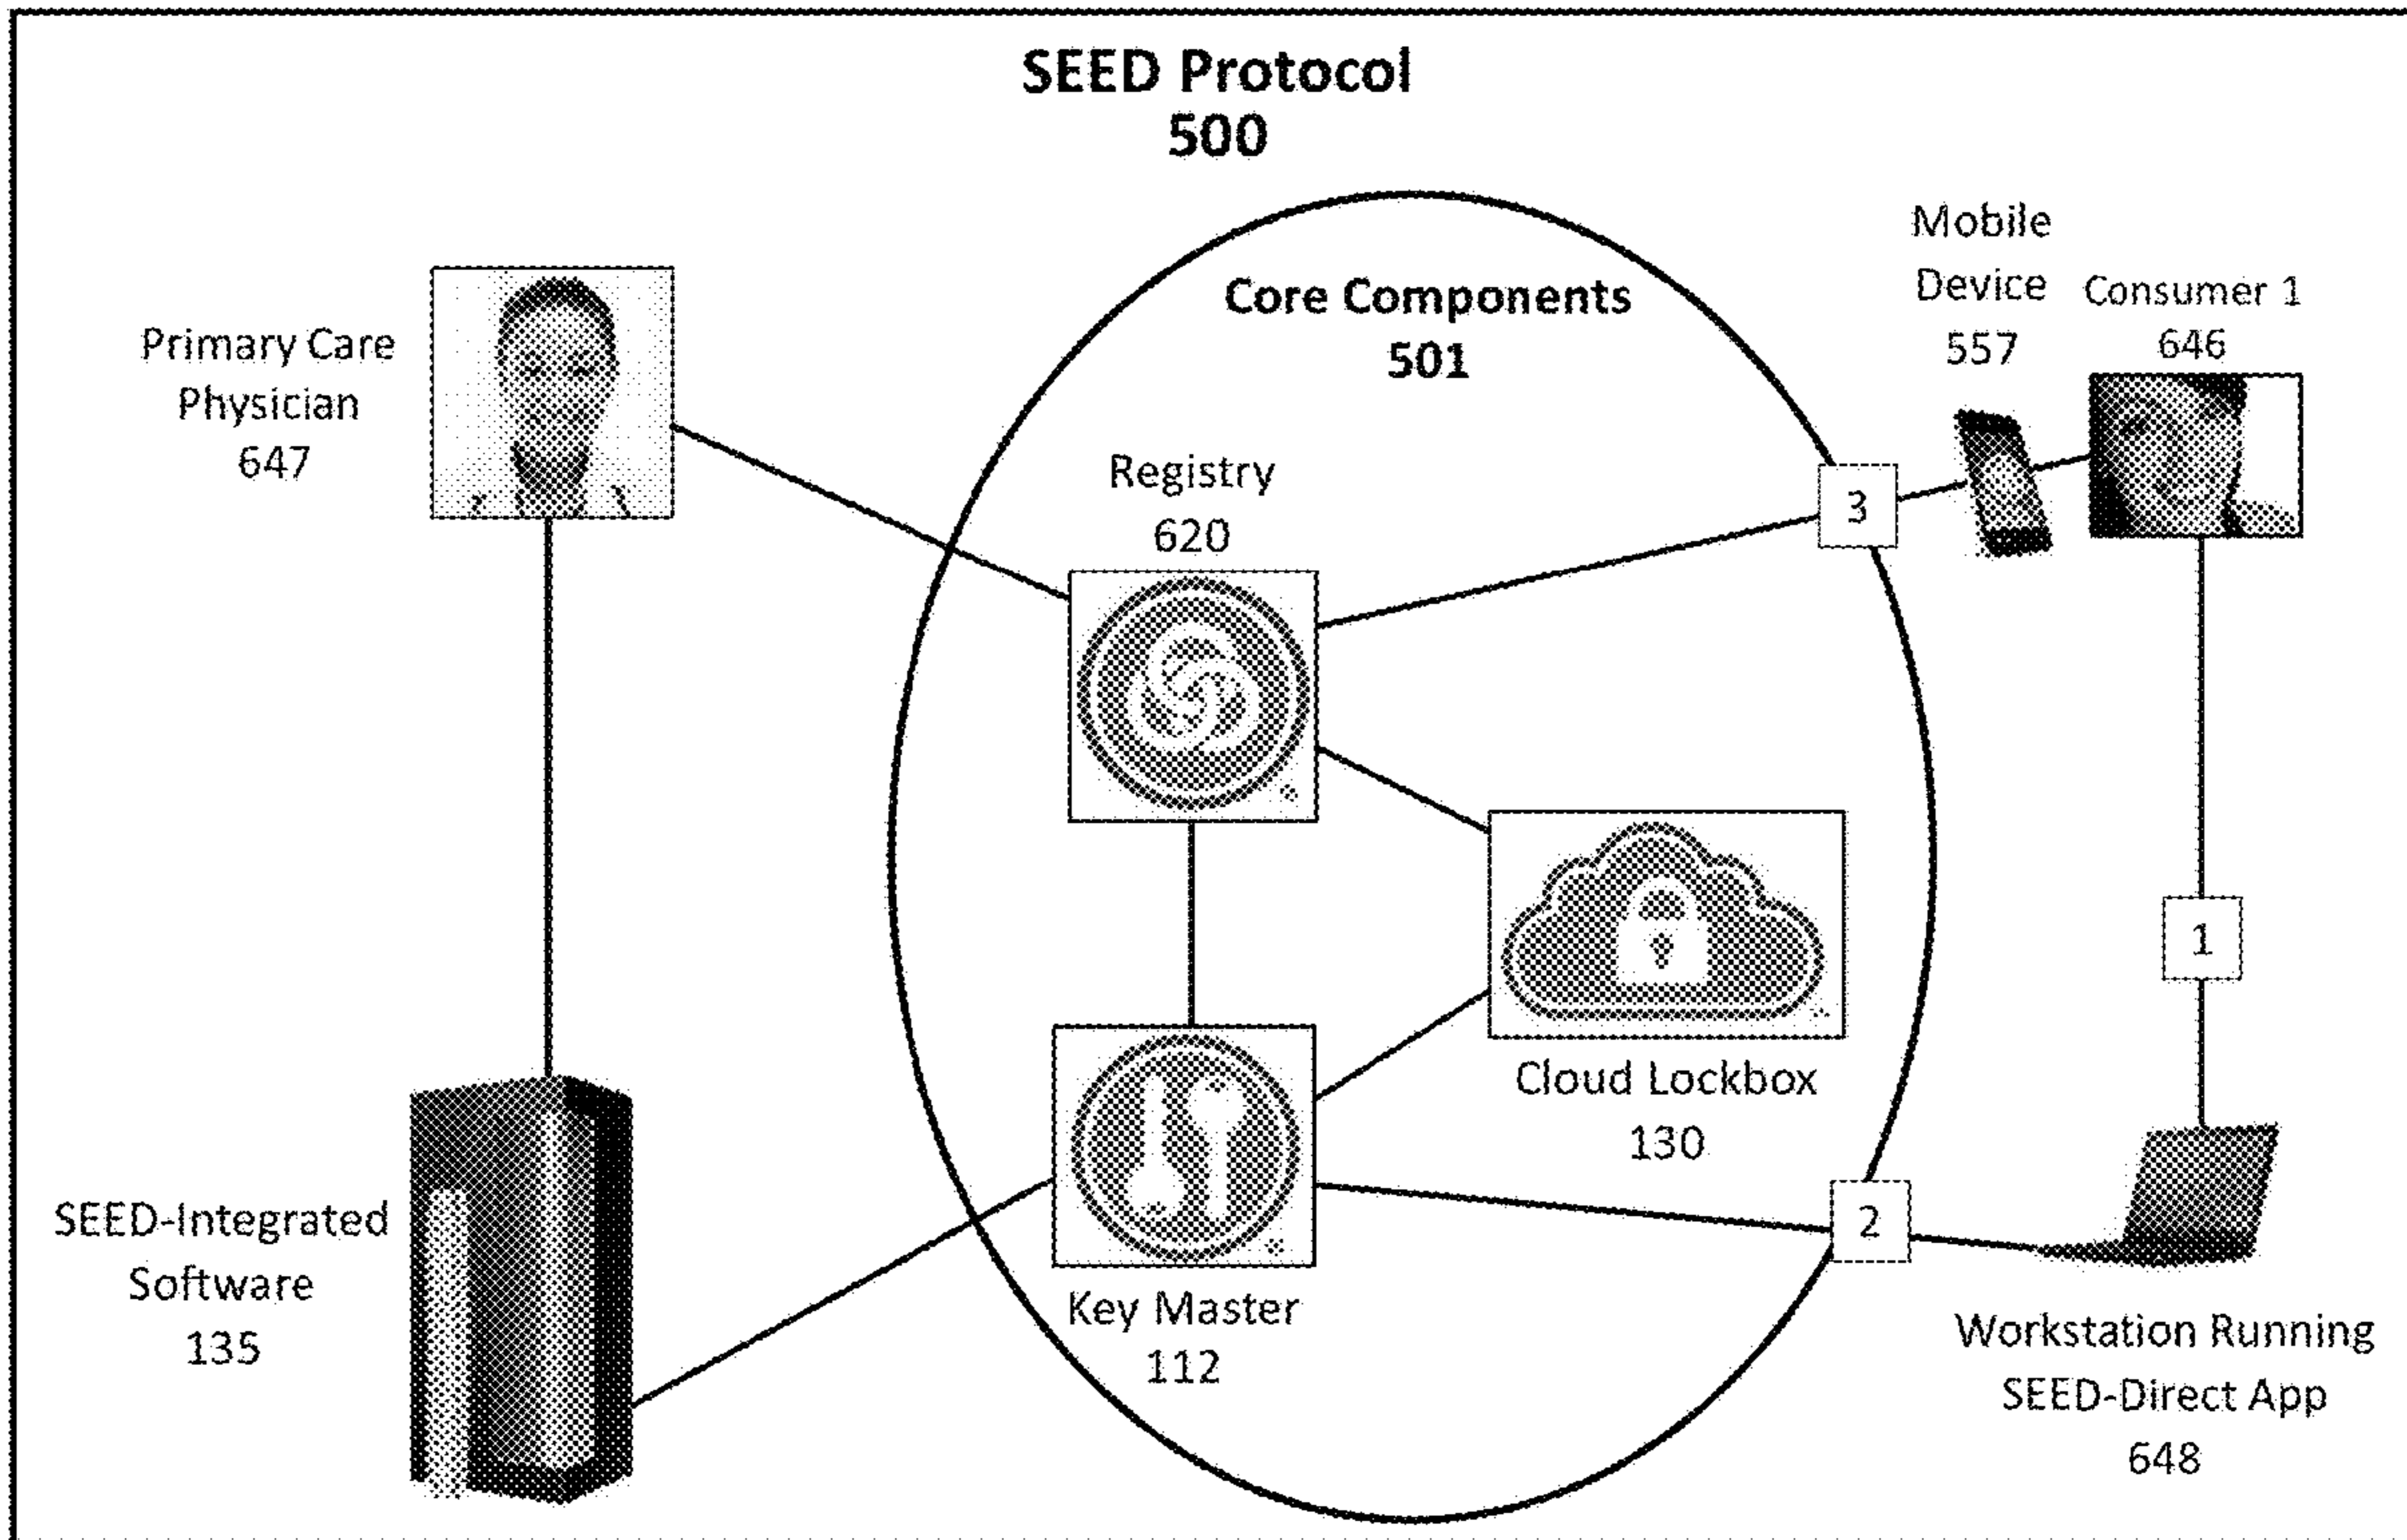 SEED Protocol
500
Core Components
501
Mobile
Device
557
Consumer 1
646
Primary Care
Physician
647
Registry
620
3
1
Cloud Lockbox
130
SEED-Integrated
Software
135
Key Master
112
2
Workstation Running
SEED-Direct App
648